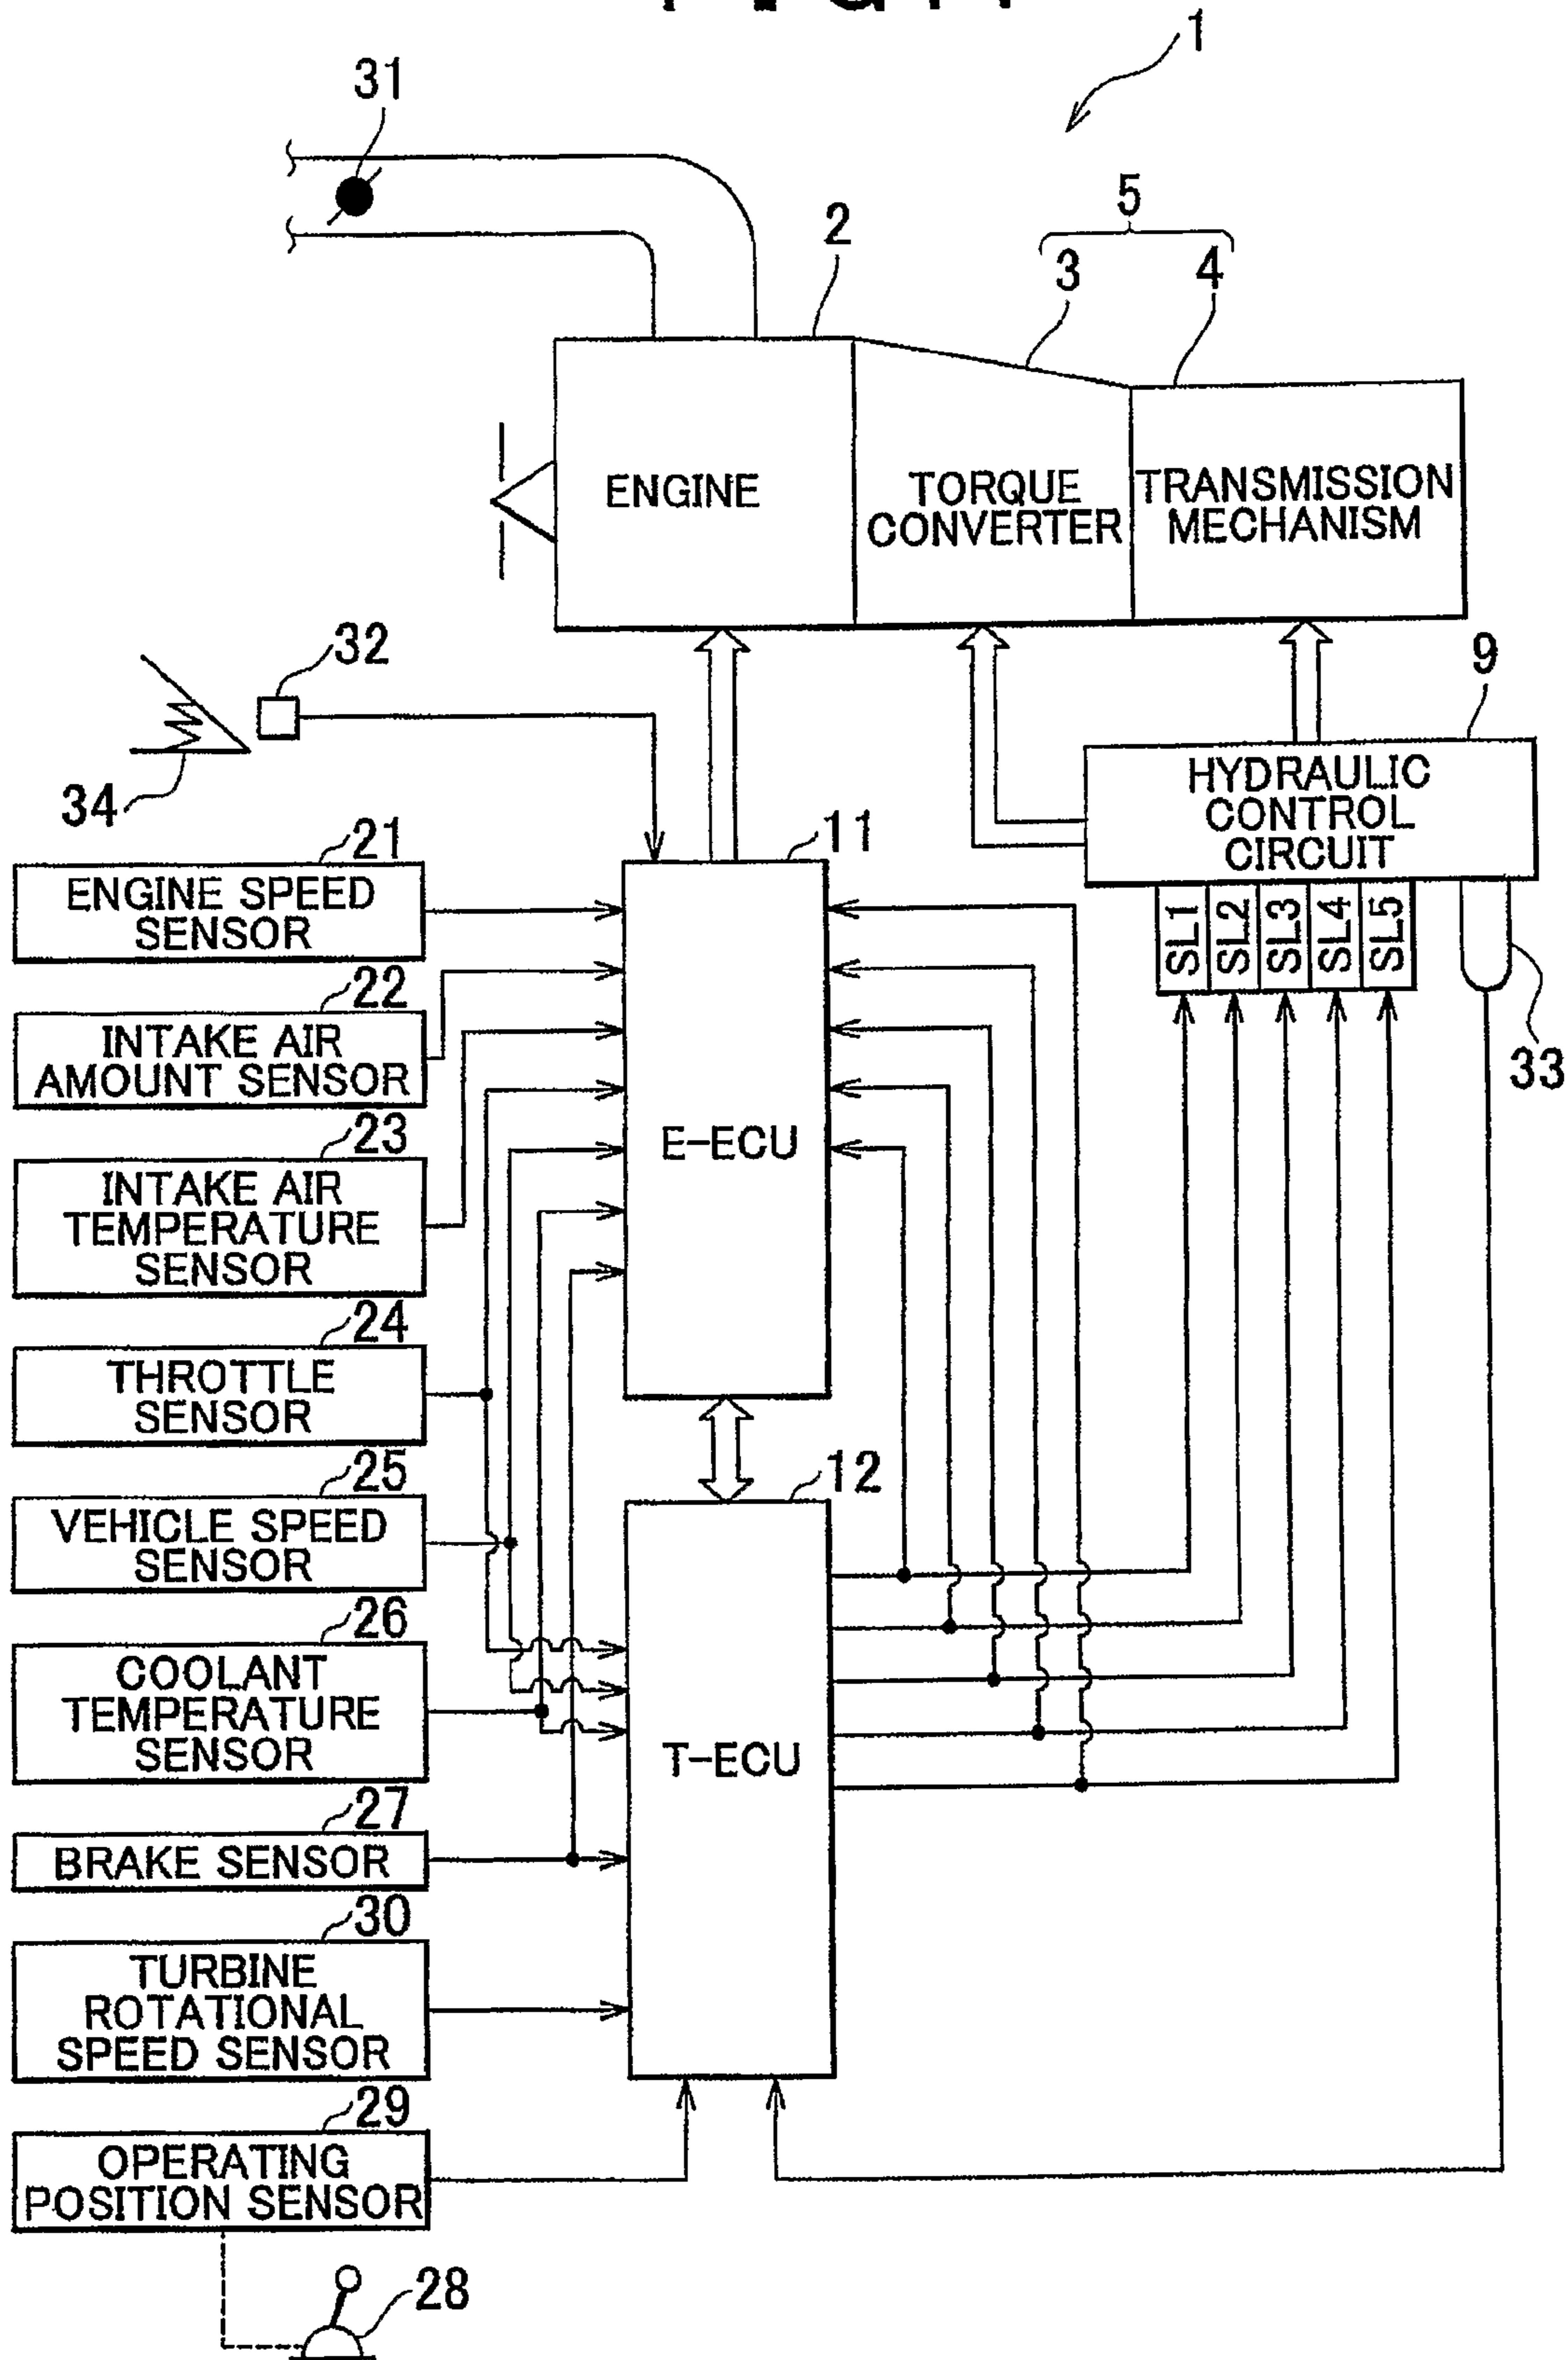 1
31
5
2
3
4
ENGINE
TORQUE
CONVERTER
TRANSMISSION
MECHANISM
32
34
9
HYDRAULIC
CONTROL
CIRCUIT
SL1
SL2
SL3
SL4
SL5
33
11
E-ECU
21
ENGINE SPEED
SENSOR
22
INTAKE AIR
AMOUNT SENSOR
23
INTAKE AIR
TEMPERATURE
SENSOR
24
THROTTLE
SENSOR
25
VEHICLE SPEED
SENSOR
12
T-ECU
26
COOLANT
TEMPERATURE
SENSOR
27
BRAKE SENSOR
30
TURBINE
ROTATIONAL
SPEED SENSOR
29
OPERATING
POSITION SENSOR
28